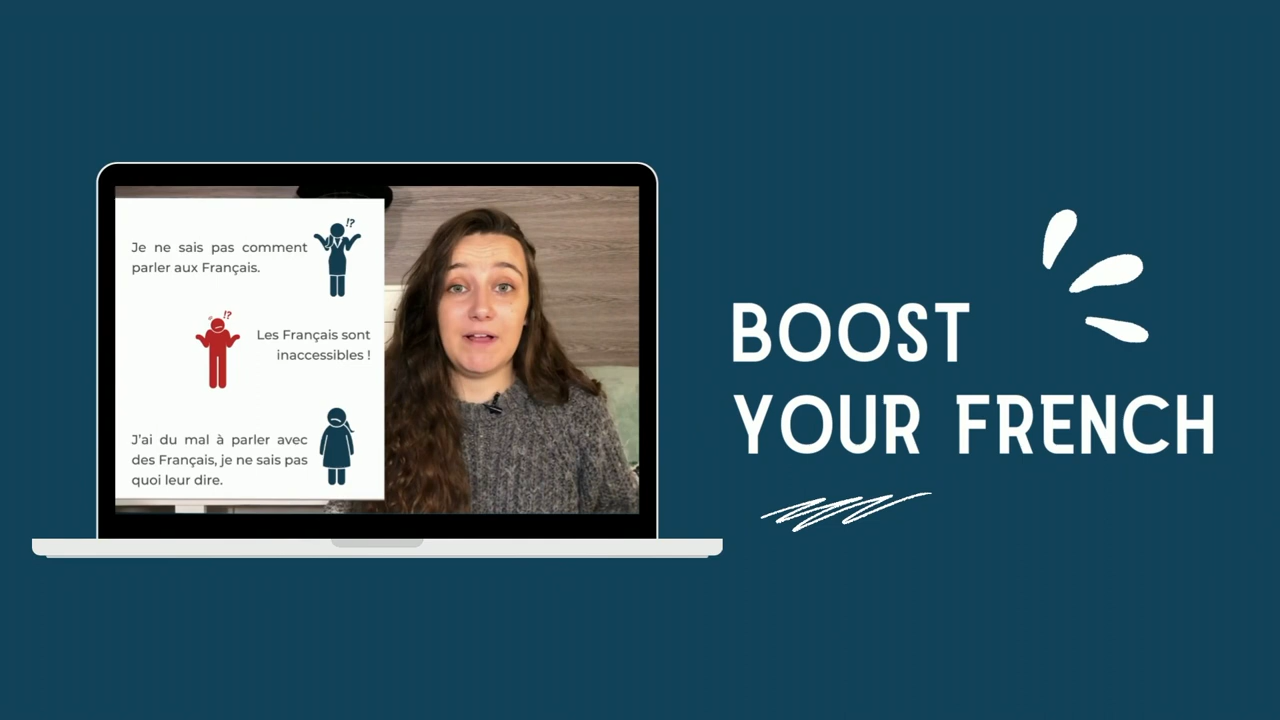 Je ne sais pas comment
parler aux Français.
!?
!?
Les Français sont
inaccessibles !
J'ai du mal à parler avec
des Français, je ne sais pas
quoi leur dire.
BOOST
YOUR FRENCH